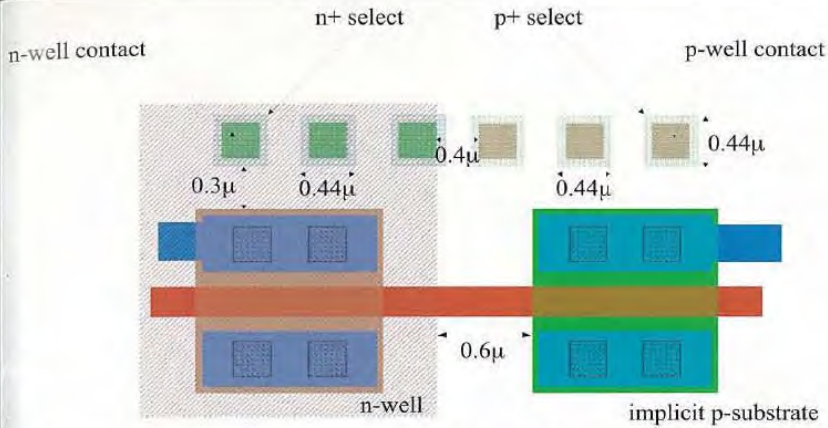 n+ select
p+ select
n-well contact
p-well contact
0.4μ
0.44μ
0.3μ
0.44μ
0.44μ
0.6μ
n-well
implicit p-substrate